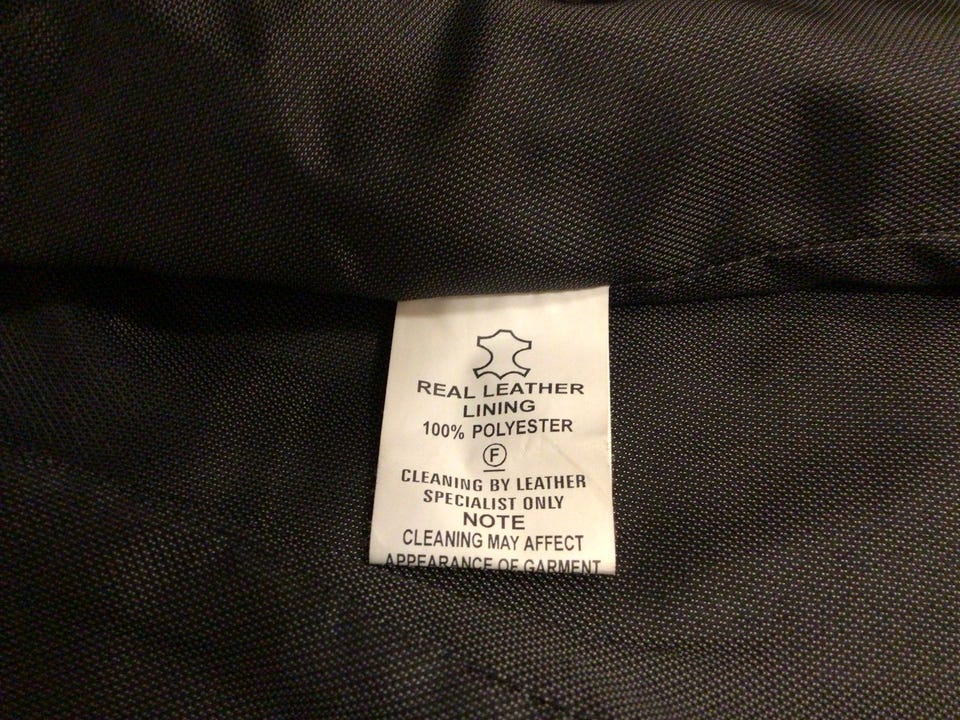 REAL LEATHER
LINING
100% POLYESTER
F
CLEANING BY LEATHER
SPECIALIST ONLY
NOTE
CLEANING MAY AFFECT
APPEARANCE OF GARMENT